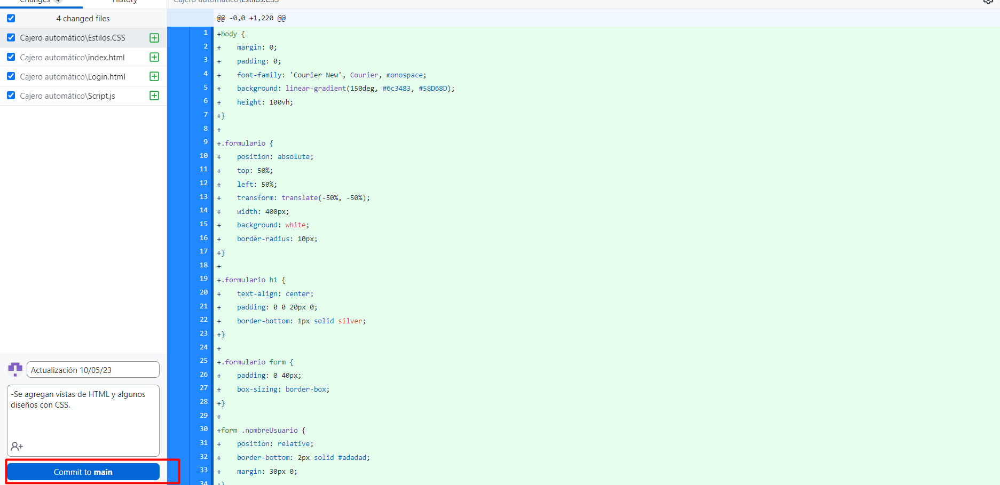 Changes 4
History
Cajero automático\Estilos.CSS
4 changed files
Cajero automático\Estilos.CSS
Cajero automático\index.html
Cajero automático\Login.html
Cajero automático\Script.js
Actualización 10/05/23
-Se agregan vistas de HTML y algunos
diseños con CSS.
Commit to main
@@ -0,0 +1,220 @@
1 +body {
2 +    margin: 0;
3 +    padding: 0;
4 +    font-family: 'Courier New', Courier, monospace;
5 +    background: linear-gradient(150deg, #6c3483, #58D68D);
6 +    height: 100vh;
7 +}
8 +
9 +.formulario {
10 +    position: absolute;
11 +    top: 50%;
12 +    left: 50%;
13 +    transform: translate(-50%, -50%);
14 +    width: 400px;
15 +    background: white;
16 +    border-radius: 10px;
17 +}
18 +
19 +.formulario h1 {
20 +    text-align: center;
21 +    padding: 0 0 20px 0;
22 +    border-bottom: 1px solid silver;
23 +}
24 +
25 +.formulario form {
26 +    padding: 0 40px;
27 +    box-sizing: border-box;
28 +}
29 +
30 +form .nombreUsuario {
31 +    position: relative;
32 +    border-bottom: 2px solid #adadad;
33 +    margin: 30px 0;
34 +}